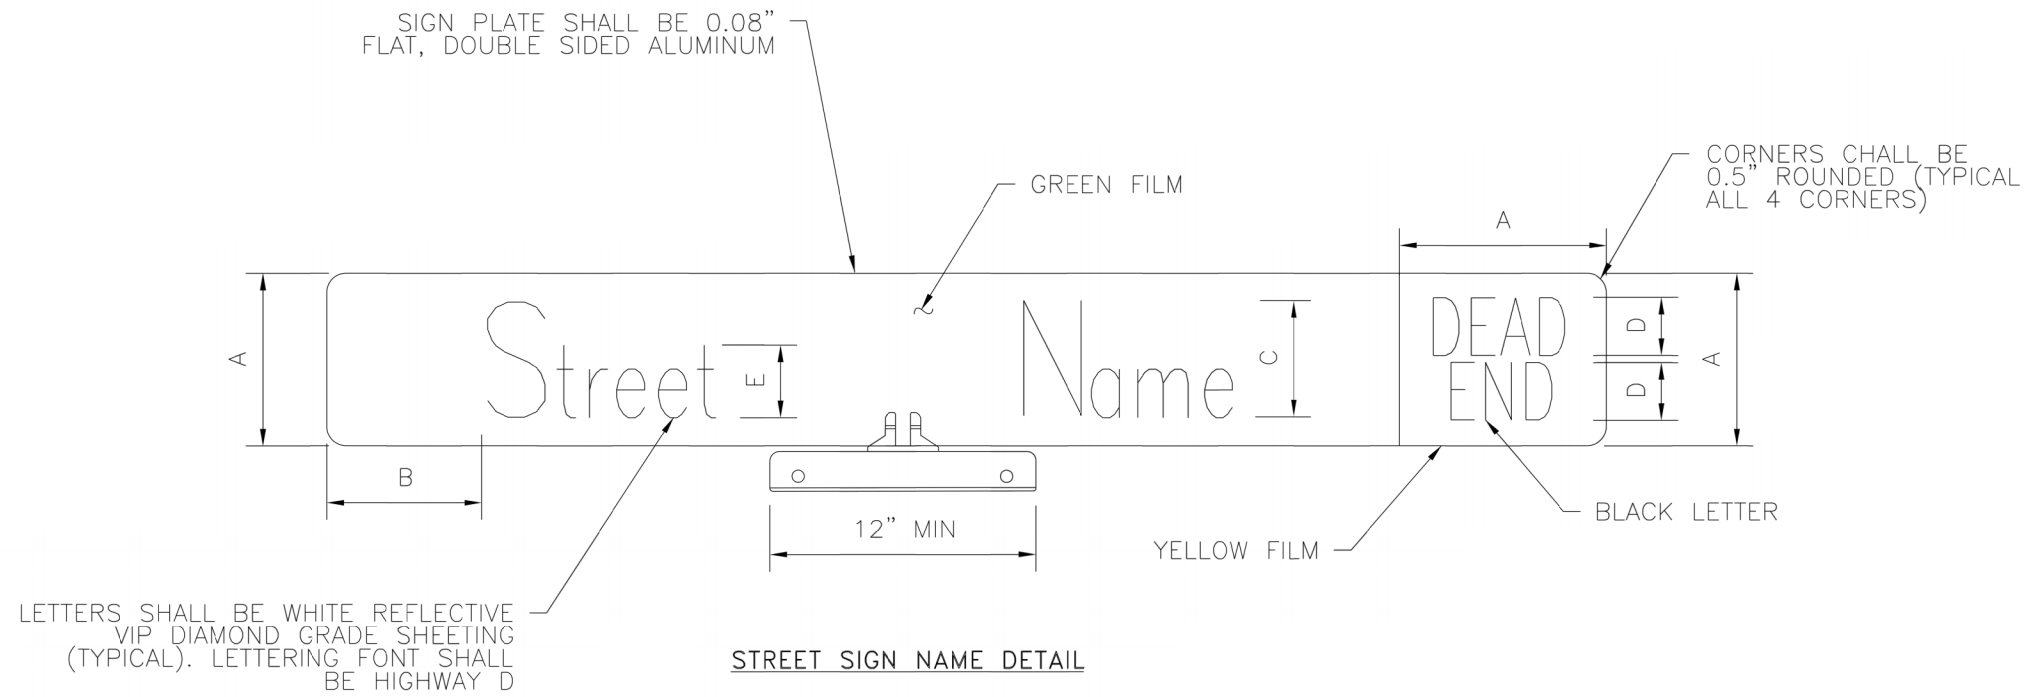 SIGN PLATE SHALL BE 0.08”
FLAT, DOUBLE SIDED ALUMINUM
CORNERS CHALL BE
0.5” ROUNDED (TYPICAL
ALL 4 CORNERS)
GREEN FILM
A
Street Name
DEAD
END
A
E
C
D
D
A
B
12” MIN
BLACK LETTER
YELLOW FILM
LETTERS SHALL BE WHITE REFLECTIVE
VIP DIAMOND GRADE SHEETING
(TYPICAL). LETTERING FONT SHALL
BE HIGHWAY D
STREET SIGN NAME DETAIL